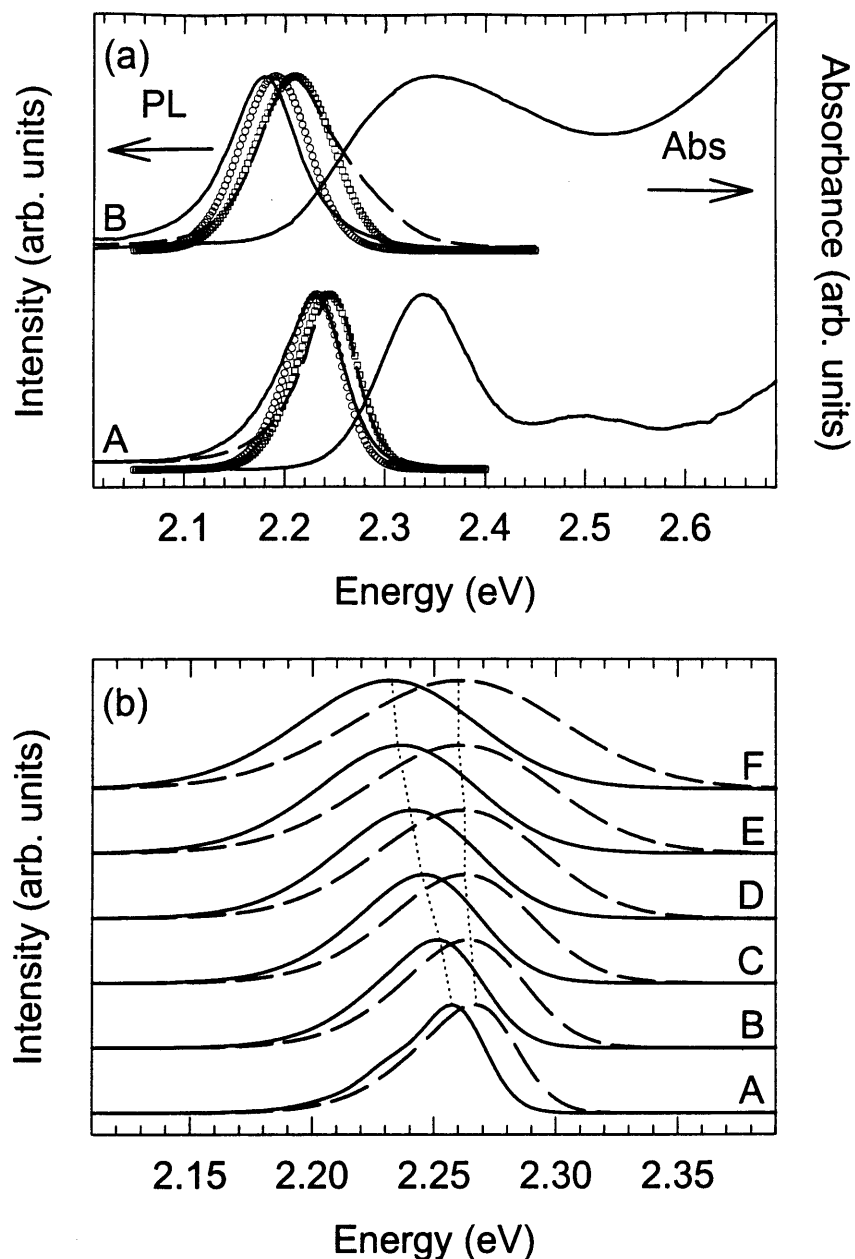 (a)
PL
Abs
B
A
Intensity (arb. units)
Absorbance (arb. units)
2.1 2.2 2.3 2.4 2.5 2.6
Energy (eV)
(b)
F
E
D
C
B
A
Intensity (arb. units)
2.15 2.20 2.25 2.30 2.35
Energy (eV)